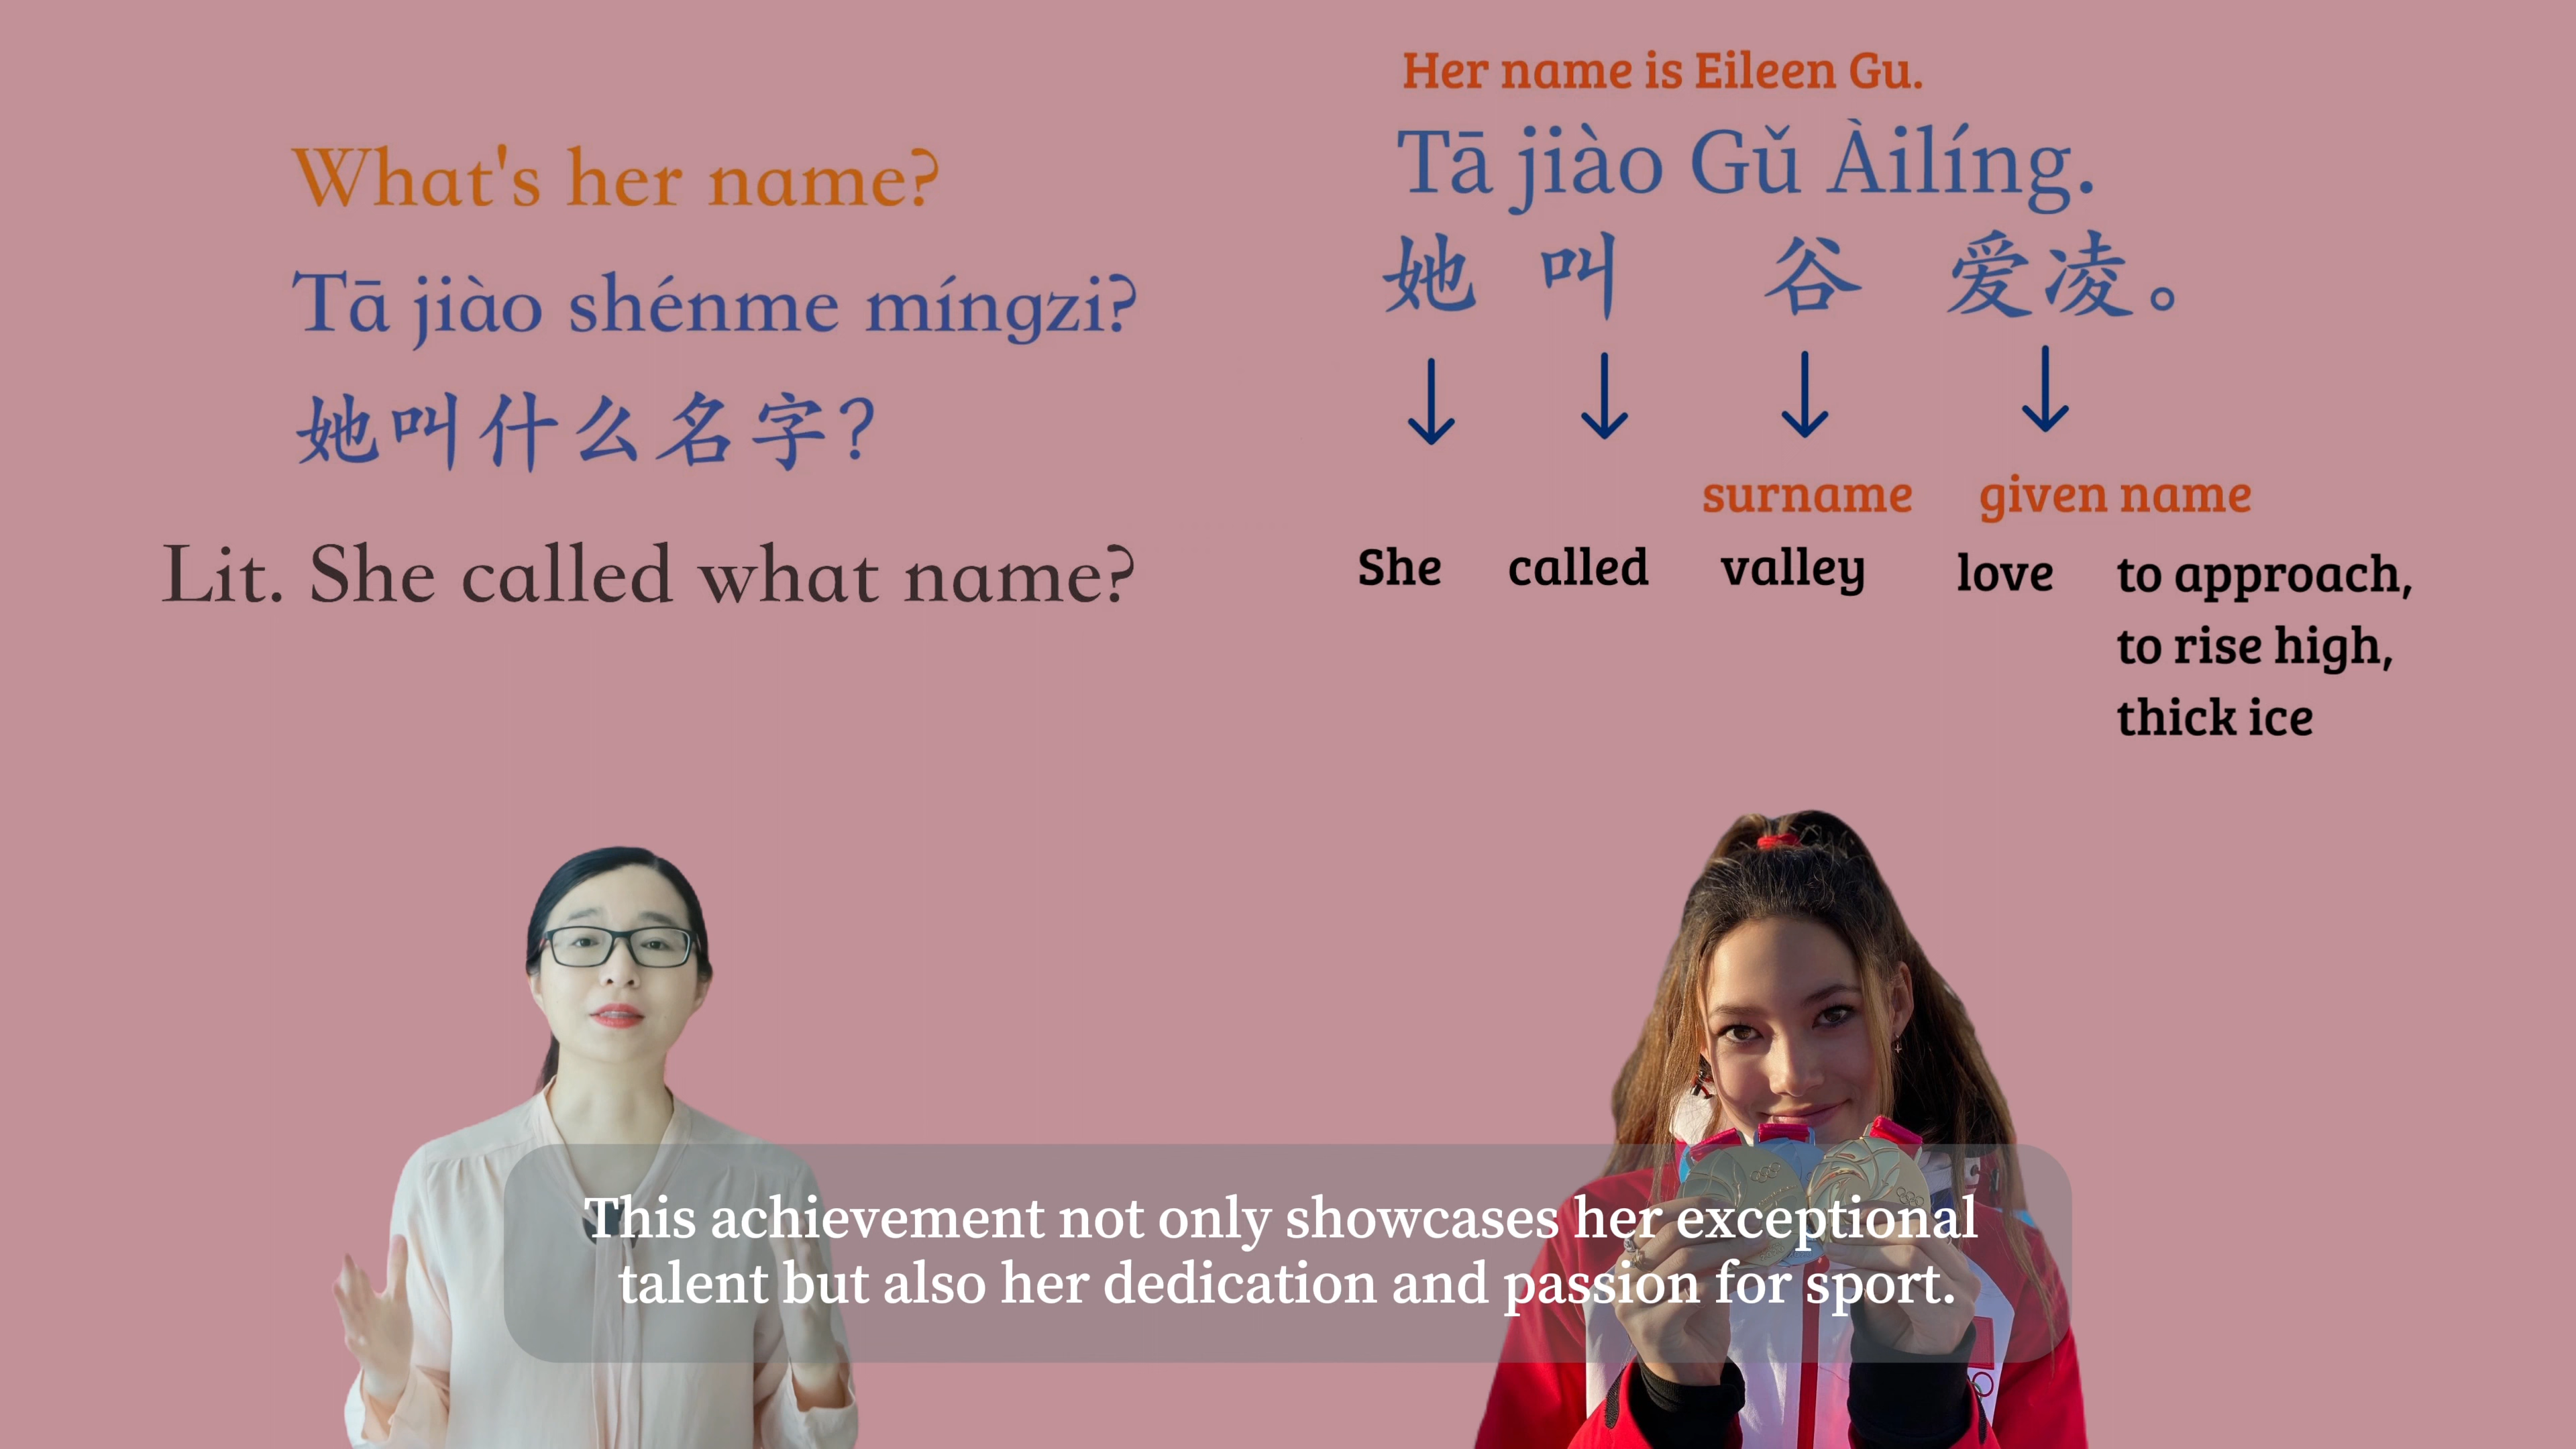 What's her name?
Tā jiào shénme míngzi?
她叫什么名字?
Lit. She called what name?
Her name is Eileen Gu.
Tā jiào Gǔ Àilíng.
她 叫 谷 爱凌。
surname given name
She called valley love to approach,
to rise high,
thick ice
This achievement not only showcases her exceptional
talent but also her dedication and passion for sport.